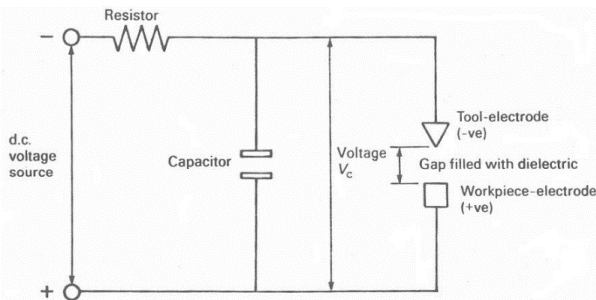 Resistor
−
Tool-electrode
(-ve)
d.c.
voltage
source
Capacitor
Voltage
Vc
Gap filled with dielectric
Workpiece-electrode
(+ve)
+